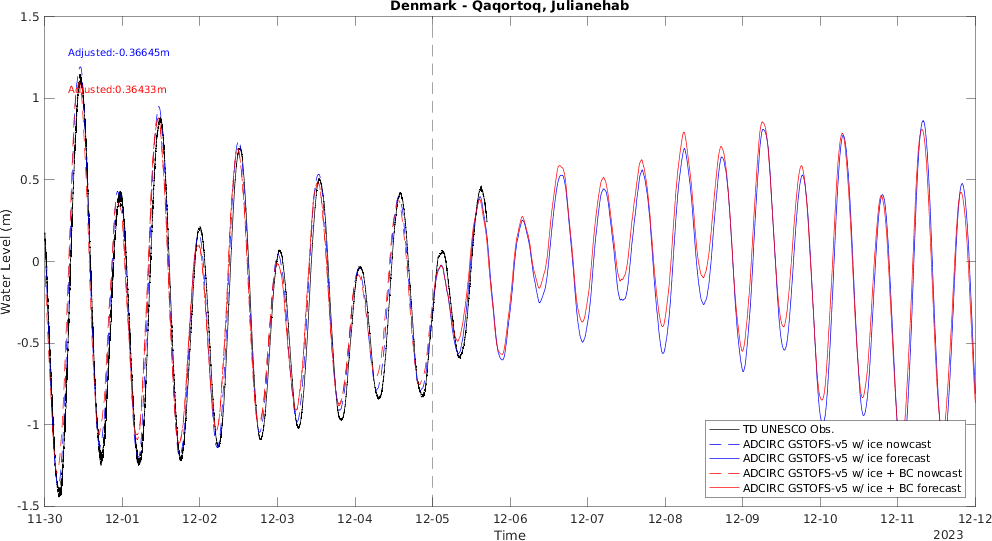 Denmark - Qaqortoq, Julianehab
Adjusted:-0.36645m
Adjusted:0.36433m
1.5
1
0.5
0
-0.5
-1
-1.5
Water Level (m)
11-30
12-01
12-02
12-03
12-04
12-05
12-06
12-07
12-08
12-09
12-10
12-11
12-12
Time
2023
TD UNESCO Obs.
ADCIRC GSTOFS-v5 w/ ice nowcast
ADCIRC GSTOFS-v5 w/ ice forecast
ADCIRC GSTOFS-v5 w/ ice + BC nowcast
ADCIRC GSTOFS-v5 w/ ice + BC forecast